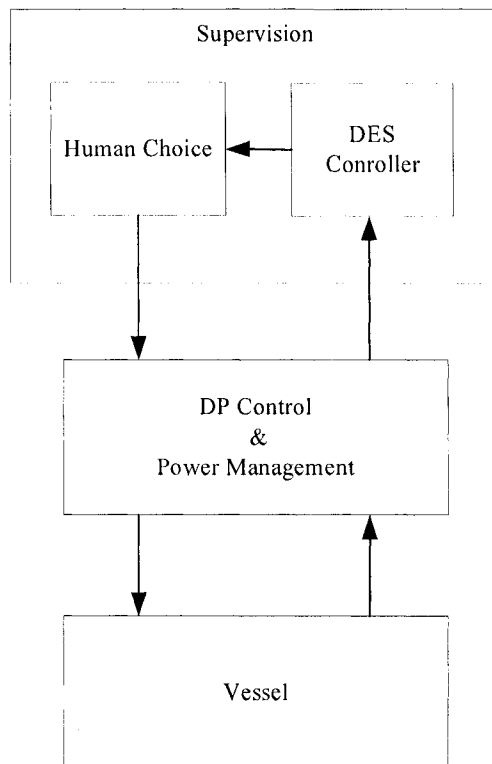 Supervision
Human Choice
DES
Conroller
DP Control
&
Power Management
Vessel